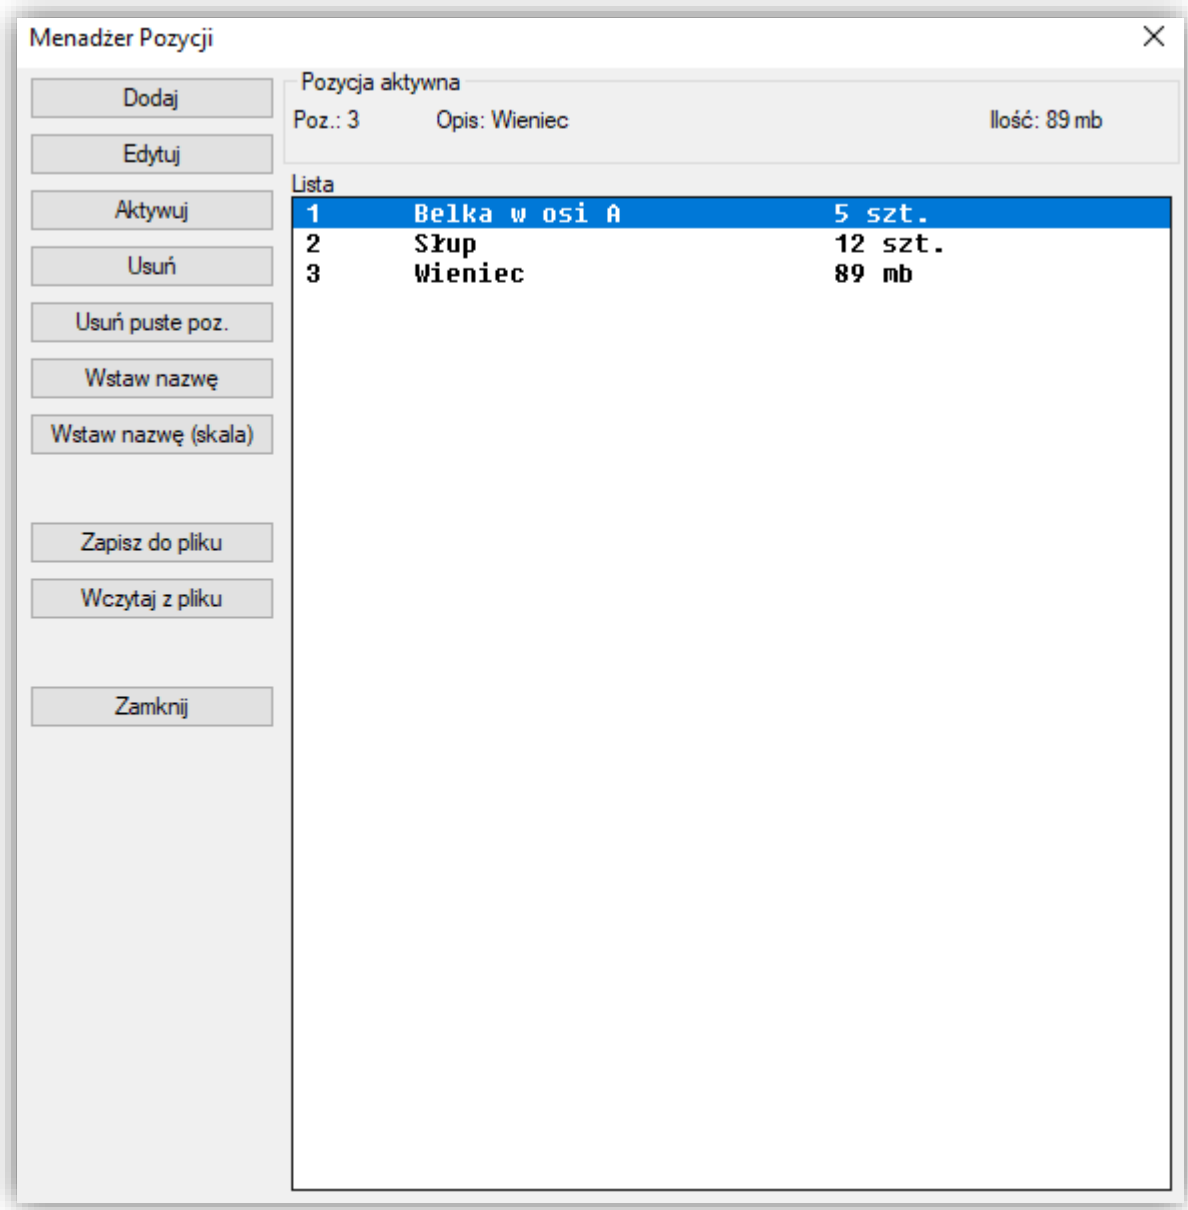 Menadżer Pozycji
Dodaj
Edytuj
Aktywuj
Usuń
Usuń puste poz.
Wstaw nazwę
Wstaw nazwę (skala)
Zapisz do pliku
Wczytaj z pliku
Zamknij
Pozycja aktywna
Poz.: 3 Opis: Wieniec Ilość: 89 mb
Lista
1 Belka w osi A 5 szt.
2 Słup 12 szt.
3 Wieniec 89 mb